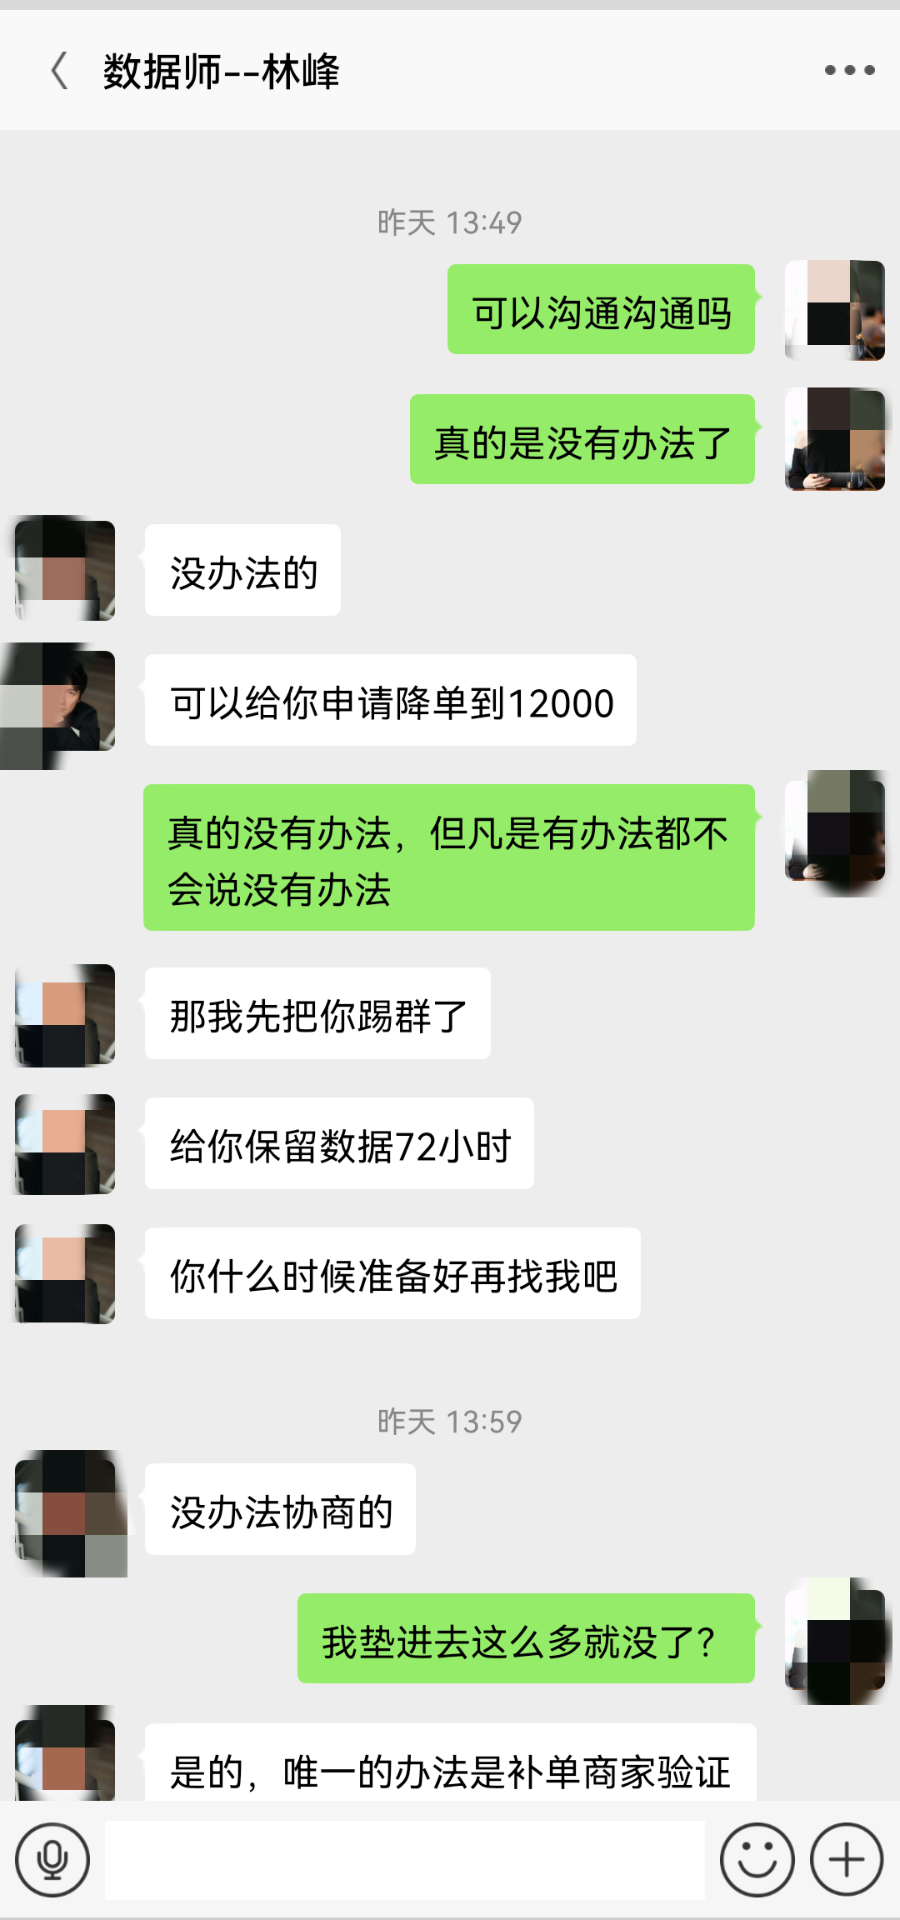 数据师--林峰
昨天 13:49
可以沟通沟通吗
真的是没有办法了
没办法的
可以给你申请降单到12000
真的没有办法，但凡是有办法都不
会说没有办法
那我先把你踢群了
给你保留数据72小时
你什么时候准备好再找我吧
昨天 13:59
没办法协商的
我垫进去这么多就没了？
是的，唯一的办法是补单商家验证